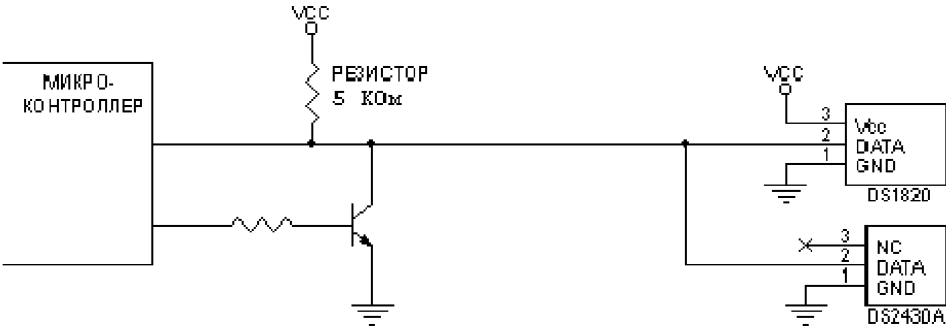 VCC
РЕЗИСТОР
5 КОм
МИКРО-
КОНТРОЛЛЕР
VCC
3
Vcc
2
DATA
1
GND
DS1820
3
NC
2
DATA
1
GND
DS2430A